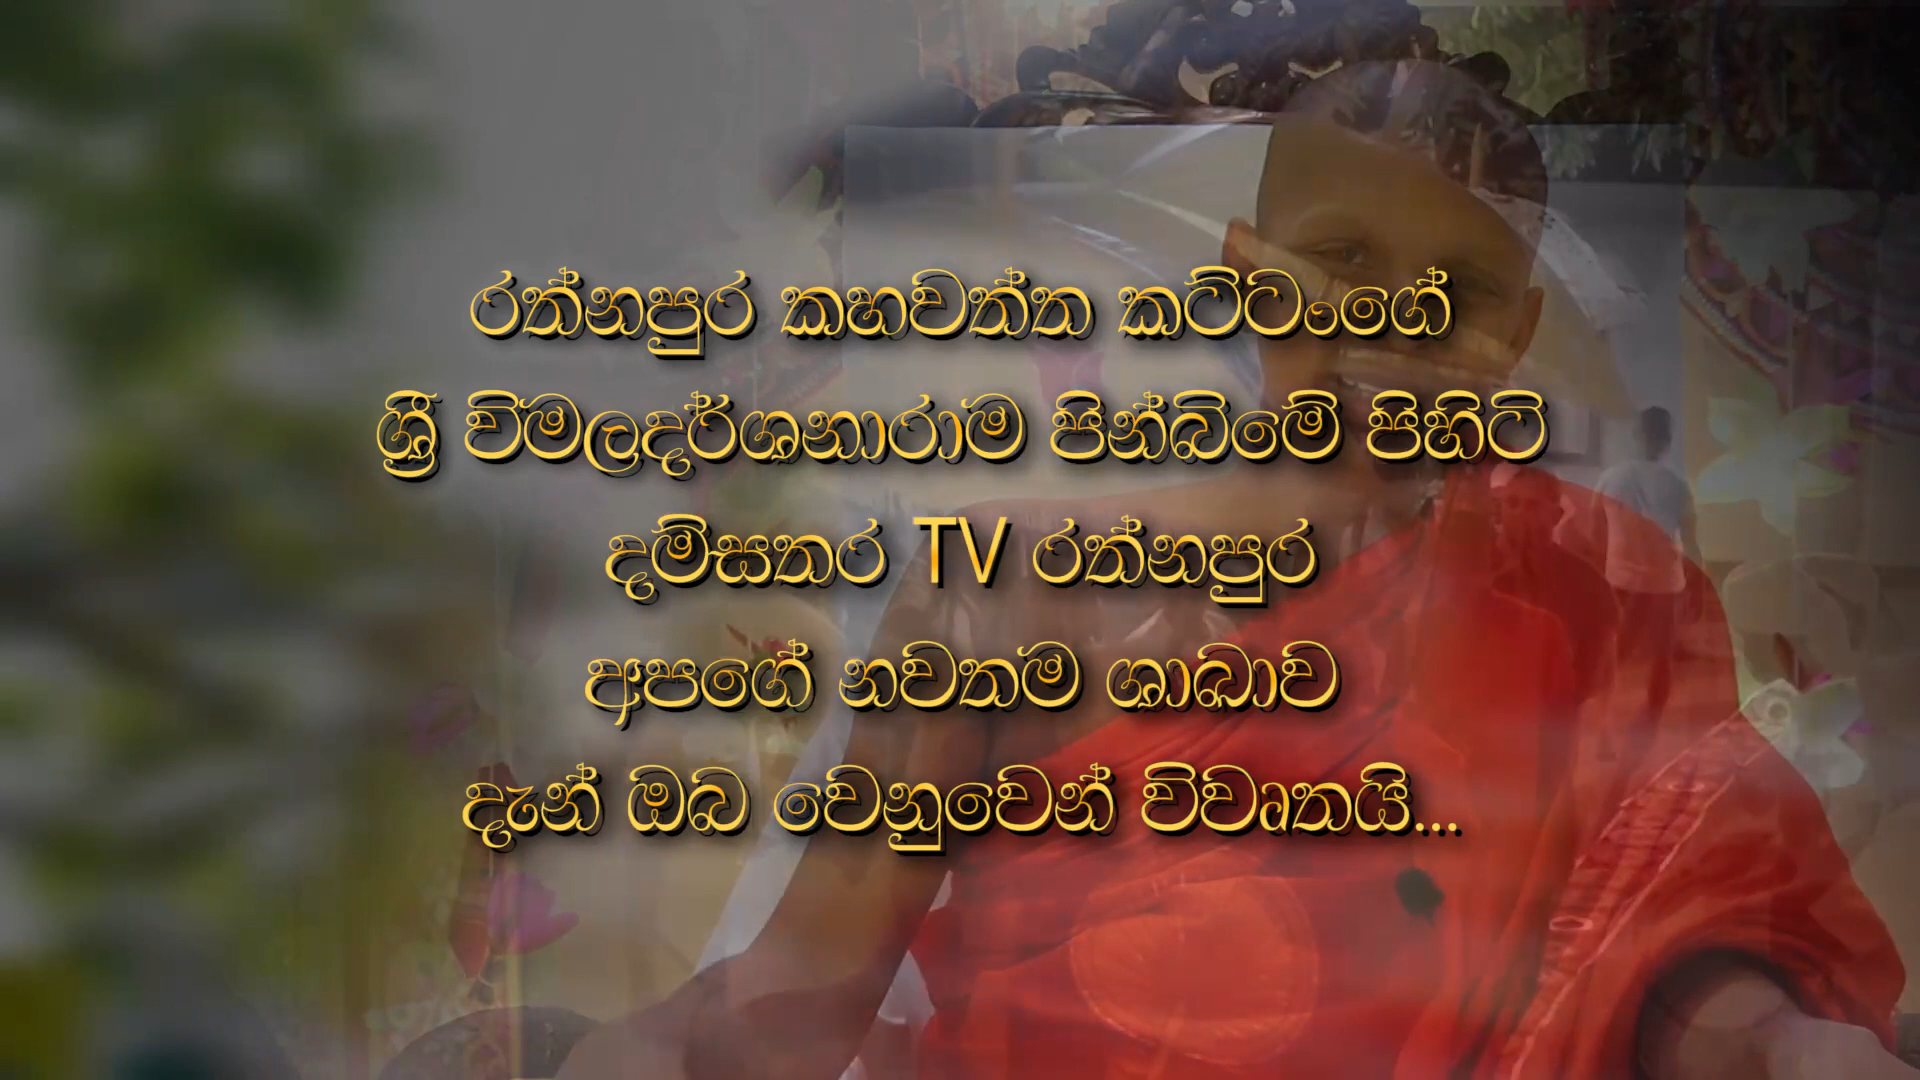 රත්නපුර කහවත්ත කට්ටංගේ
ශ්‍රී විමලදර්ශනාරාම පින්බිමේ පිහිටි
දම්සතර TV රත්නපුර
අපගේ නවතම ශාඛාව
දැන් ඔබ වෙනුවෙන් විවෘතයි...